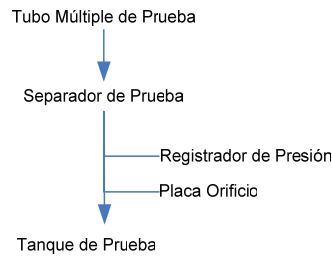 Tubo Múltiple de Prueba
Separador de Prueba
Registrador de Presión
Placa Orificio
Tanque de Prueba